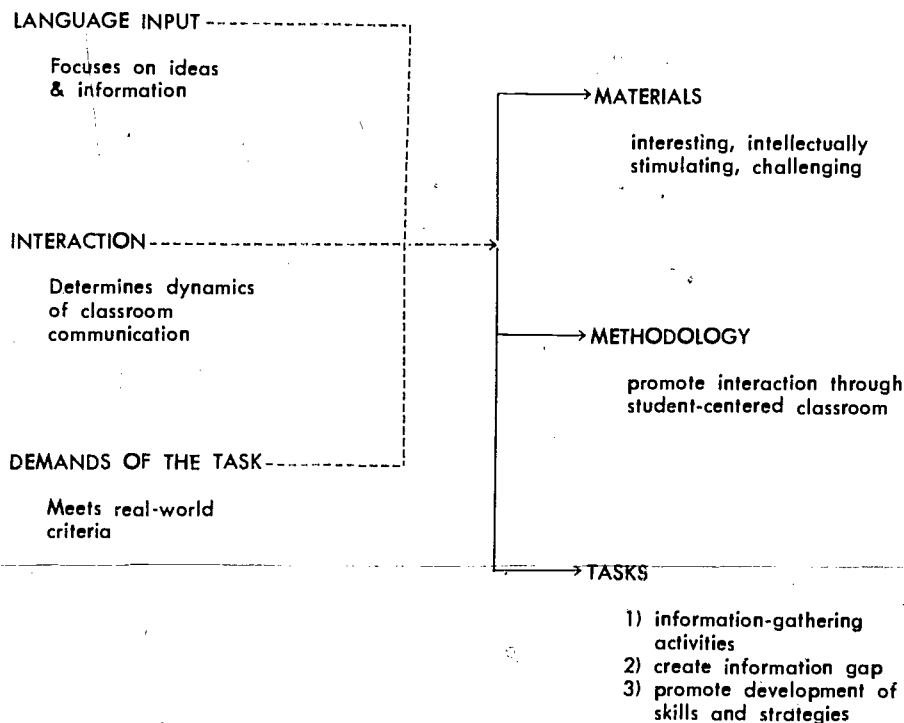 LANGUAGE INPUT
Focuses on ideas
& information
INTERACTION
Determines dynamics
of classroom
communication
DEMANDS OF THE TASK
Meets real-world
criteria
MATERIALS
interesting, intellectually
stimulating, challenging
METHODOLOGY
promote interaction through
student-centered classroom
TASKS
1) information-gathering
activities
2) create information gap
3) promote development of
skills and strategies